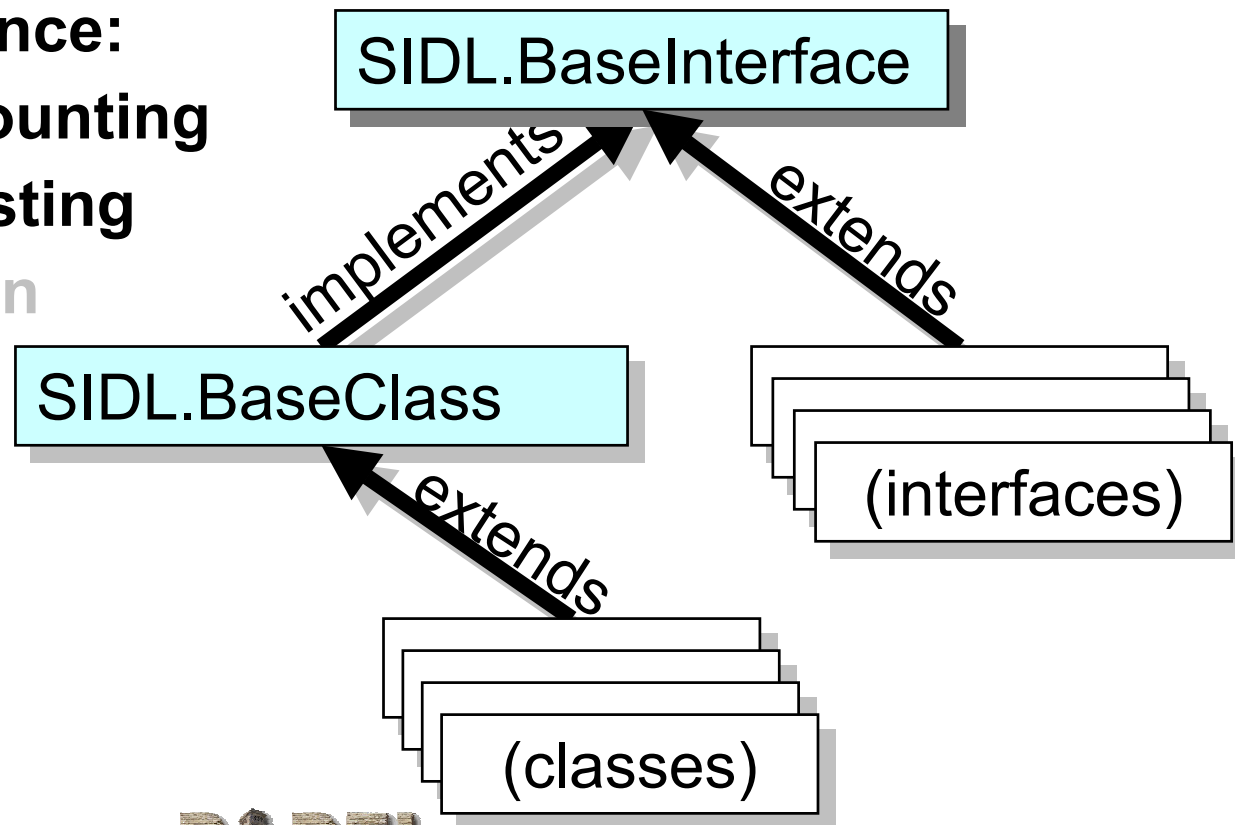 nce:
ounting
sting
n
SIDL.BaseInterface
implements
extends
SIDL.BaseClass
(interfaces)
extends
(classes)